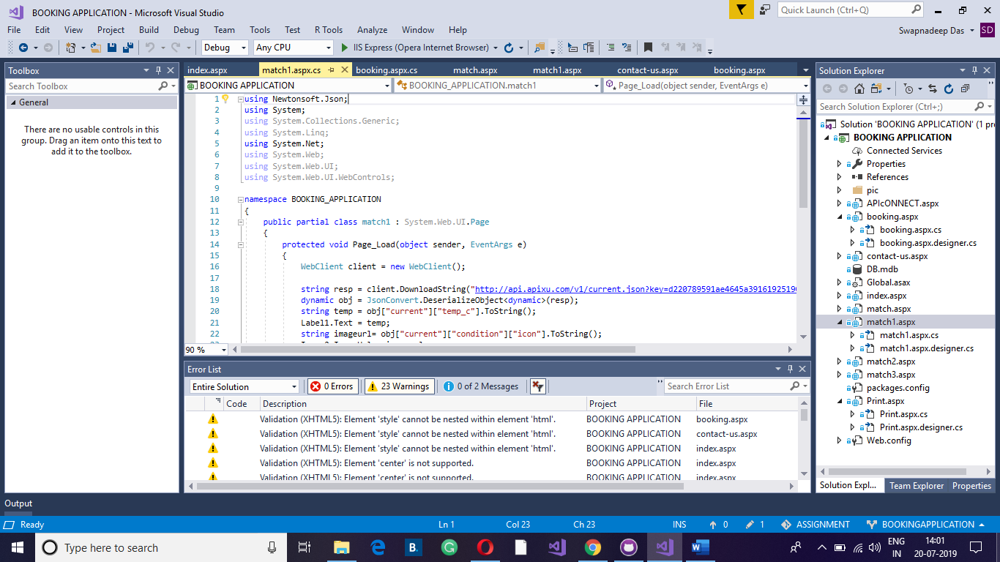 BOOKING APPLICATION - Microsoft Visual Studio
Quick Launch (Ctrl+Q)
File Edit View Project Build Debug Team Tools Test R Tools Analyze Window Help
Swapnadeep Das SD
Debug Any CPU IIS Express (Opera Internet Browser)
Toolbox
Search Toolbox
General
There are no usable controls in this
group. Drag an item onto this text to
add it to the toolbox.
index.aspx match1.aspx.cs booking.aspx.cs match.aspx match1.aspx contact-us.aspx booking.aspx
BOOKING APPLICATION BOOKING_APPLICATION.match1 Page_Load(object sender, EventArgs e)
1 using Newtonsoft.Json;
2 using System;
3 using System.Collections.Generic;
4 using System.Linq;
5 using System.Net;
6 using System.Web;
7 using System.Web.UI;
8 using System.Web.UI.WebControls;
9
10 namespace BOOKING_APPLICATION
11 {
12 public partial class match1 : System.Web.UI.Page
13 {
14 protected void Page_Load(object sender, EventArgs e)
15 {
16 WebClient client = new WebClient();
17
18 string resp = client.DownloadString("http://api.apixu.com/v1/current.json?key=d220789591ae4645a3916192519
19 dynamic obj = JsonConvert.DeserializeObject<dynamic>(resp);
20 string temp = obj["current"]["temp_c"].ToString();
21 Label1.Text = temp;
22 string imageurl= obj["current"]["condition"]["icon"].ToString();
90 %
Error List
Entire Solution 0 Errors 23 Warnings 0 of 2 Messages Search Error List
Code Description Project File
Validation (XHTML5): Element 'style' cannot be nested within element 'html'. BOOKING APPLICATION booking.aspx
Validation (XHTML5): Element 'style' cannot be nested within element 'html'. BOOKING APPLICATION contact-us.aspx
Validation (XHTML5): Element 'style' cannot be nested within element 'html'. BOOKING APPLICATION index.aspx
Validation (XHTML5): Element 'center' is not supported. BOOKING APPLICATION index.aspx
Validation (XHTML5): Element 'center' is not supported. BOOKING APPLICATION index.aspx
Solution Explorer
Search Solution Explorer (Ctrl+;)
Solution 'BOOKING APPLICATION' (1 pr
BOOKING APPLICATION
Connected Services
Properties
References
pic
APIcONNECT.aspx
booking.aspx
booking.aspx.cs
booking.aspx.designer.cs
contact-us.aspx
DB.mdb
Global.asax
index.aspx
match.aspx
match1.aspx
match1.aspx.cs
match1.aspx.designer.cs
match2.aspx
match3.aspx
packages.config
Print.aspx
Print.aspx.cs
Print.aspx.designer.cs
Web.config
Solution Expl... Team Explorer Properties
Output
Ready Ln 1 Col 23 Ch 23 INS 0 1 ASSIGNMENT BOOKINGAPPLICATION
Type here to search
B.
ENG
IN
14:01
20-07-2019